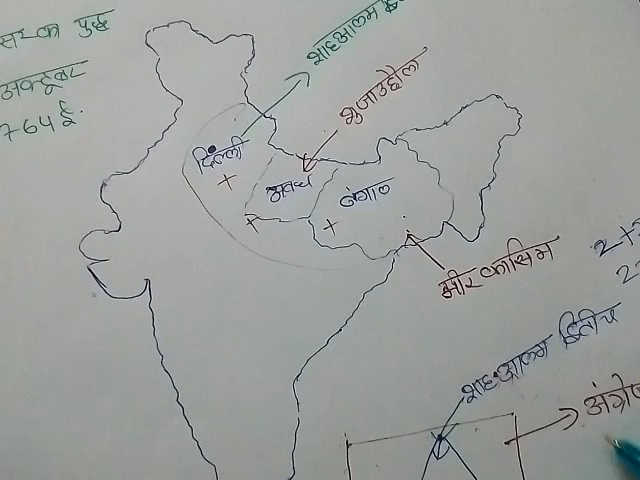 का युद्ध
अक्टूबर
764 ई.
शाहआलम
शुजाउद्दौला
दिल्ली
अवध
बंगाल
मीर कासिम
शाहआलम द्वितीय